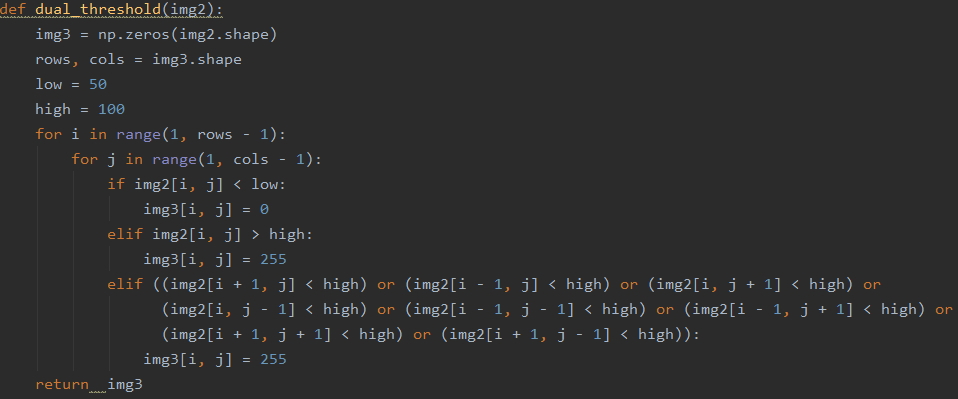 def dual_threshold(img2):
    img3 = np.zeros(img2.shape)
    rows, cols = img3.shape
    low = 50
    high = 100
    for i in range(1, rows - 1):
        for j in range(1, cols - 1):
            if img2[i, j] < low:
                img3[i, j] = 0
            elif img2[i, j] > high:
                img3[i, j] = 255
            elif ((img2[i + 1, j] < high) or (img2[i - 1, j] < high) or (img2[i, j + 1] < high) or
                  (img2[i, j - 1] < high) or (img2[i - 1, j - 1] < high) or (img2[i - 1, j + 1] < high) or
                  (img2[i + 1, j + 1] < high) or (img2[i + 1, j - 1] < high)):
                img3[i, j] = 255
    return  img3